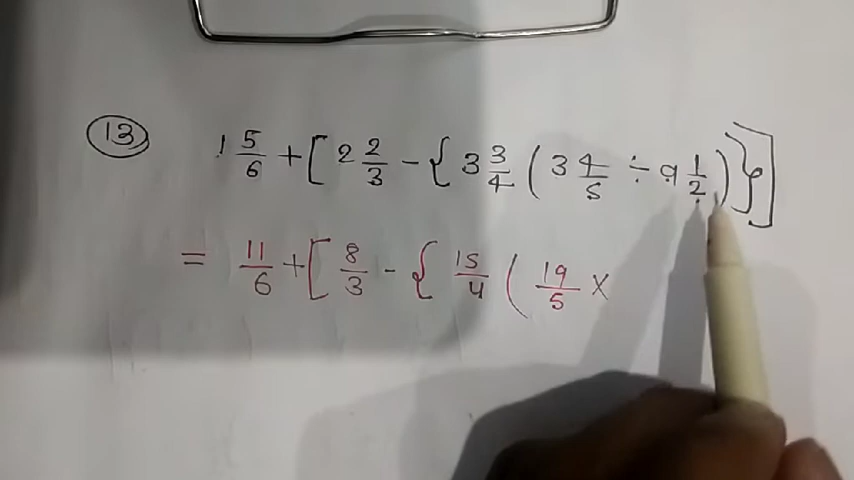 13 1 5/6 + [ 2 2/3 - { 3 3/4 ( 3 4/5 ÷ 9 1/2 ) } ]
= 11/6 + [ 8/3 - { 15/4 ( 19/5 ×